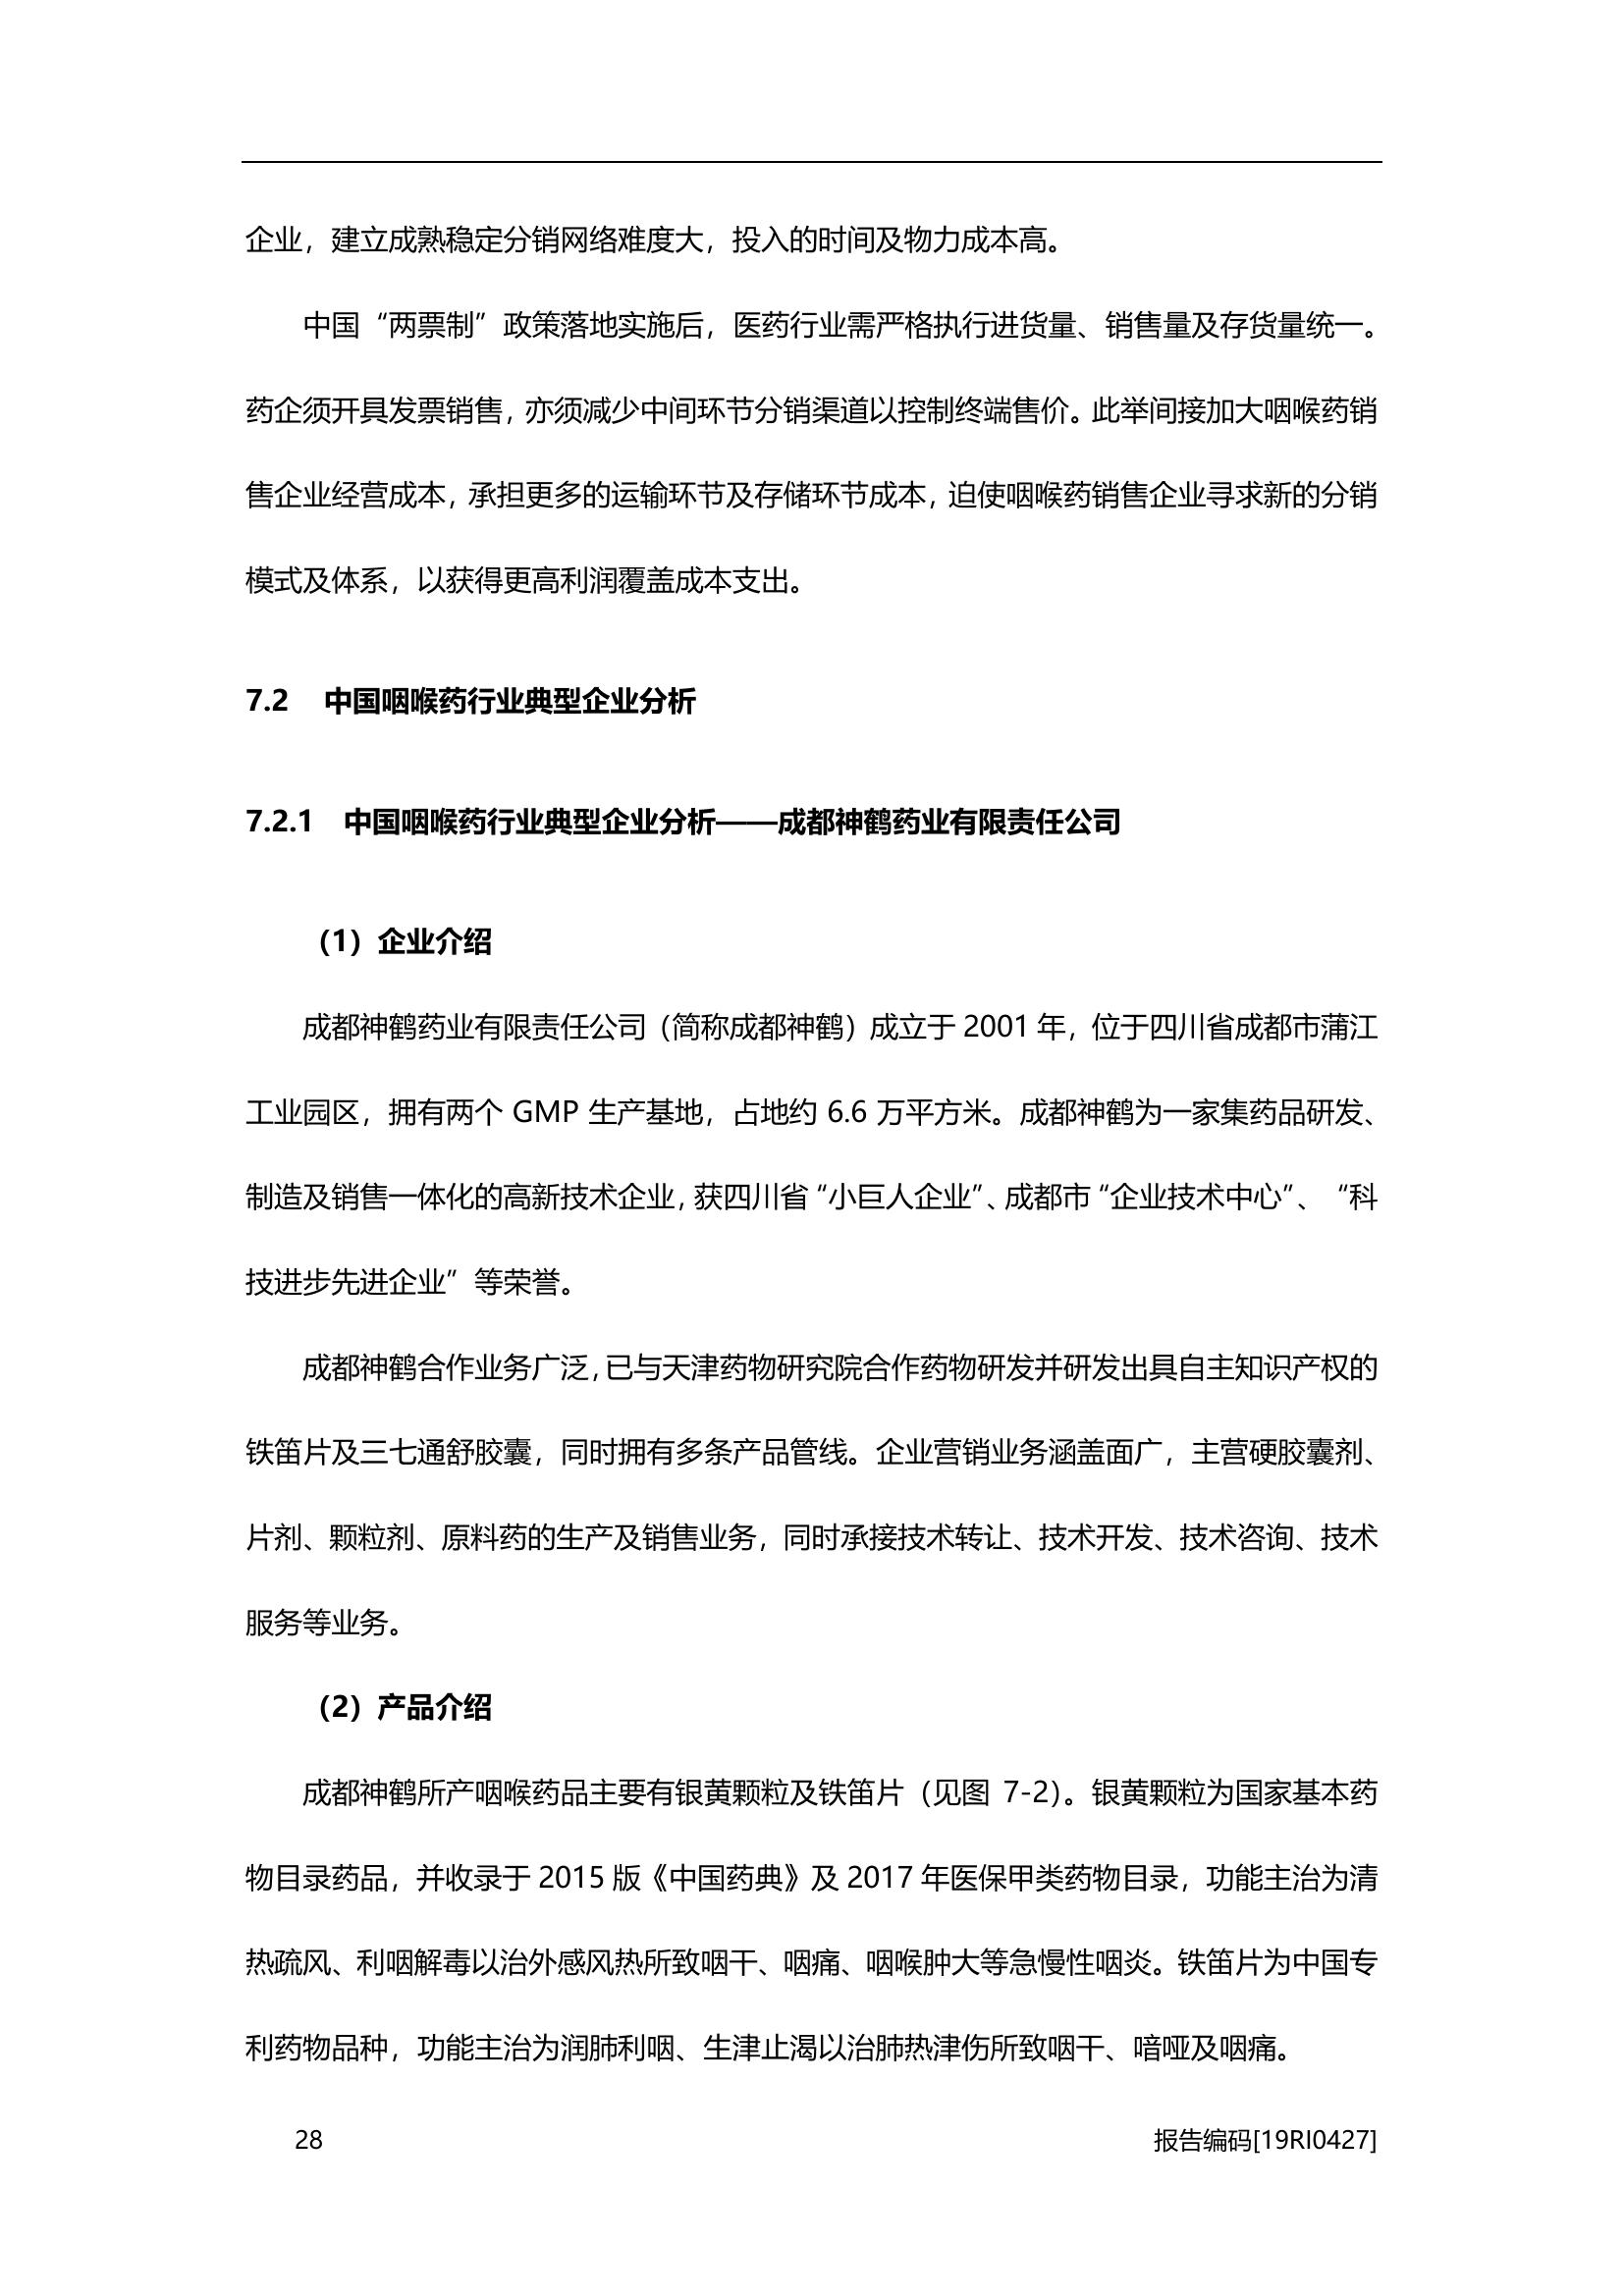 企业，建立成熟稳定分销网络难度大，投入的时间及物力成本高。
中国“两票制”政策落地实施后，医药行业需严格执行进货量、销售量及存货量统一。
药企须开具发票销售，亦须减少中间环节分销渠道以控制终端售价。此举间接加大咽喉药销
售企业经营成本，承担更多的运输环节及存储环节成本，迫使咽喉药销售企业寻求新的分销
模式及体系，以获得更高利润覆盖成本支出。
7.2 中国咽喉药行业典型企业分析
7.2.1 中国咽喉药行业典型企业分析——成都神鹤药业有限责任公司
（1）企业介绍
成都神鹤药业有限责任公司（简称成都神鹤）成立于 2001 年，位于四川省成都市蒲江
工业园区，拥有两个 GMP 生产基地，占地约 6.6 万平方米。成都神鹤为一家集药品研发、
制造及销售一体化的高新技术企业，获四川省“小巨人企业”、成都市“企业技术中心”、“科
技进步先进企业”等荣誉。
成都神鹤合作业务广泛，已与天津药物研究院合作药物研发并研发出具自主知识产权的
铁笛片及三七通舒胶囊，同时拥有多条产品管线。企业营销业务涵盖面广，主营硬胶囊剂、
片剂、颗粒剂、原料药的生产及销售业务，同时承接技术转让、技术开发、技术咨询、技术
服务等业务。
（2）产品介绍
成都神鹤所产咽喉药品主要有银黄颗粒及铁笛片（见图 7-2）。银黄颗粒为国家基本药
物目录药品，并收录于 2015 版《中国药典》及 2017 年医保甲类药物目录，功能主治为清
热疏风、利咽解毒以治外感风热所致咽干、咽痛、咽喉肿大等急慢性咽炎。铁笛片为中国专
利药物品种，功能主治为润肺利咽、生津止渴以治肺热津伤所致咽干、喑哑及咽痛。
28 报告编码[19RI0427]